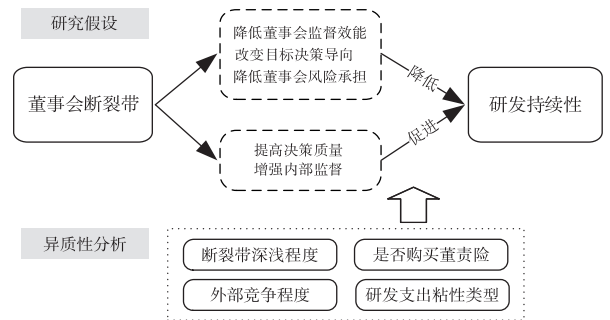 研究假设
降低董事会监督效能
改变目标决策导向
降低董事会风险承担
董事会断裂带
降低
研发持续性
促进
提高决策质量
增强内部监督
异质性分析
断裂带深浅程度
是否购买董责险
外部竞争程度
研发支出粘性类型